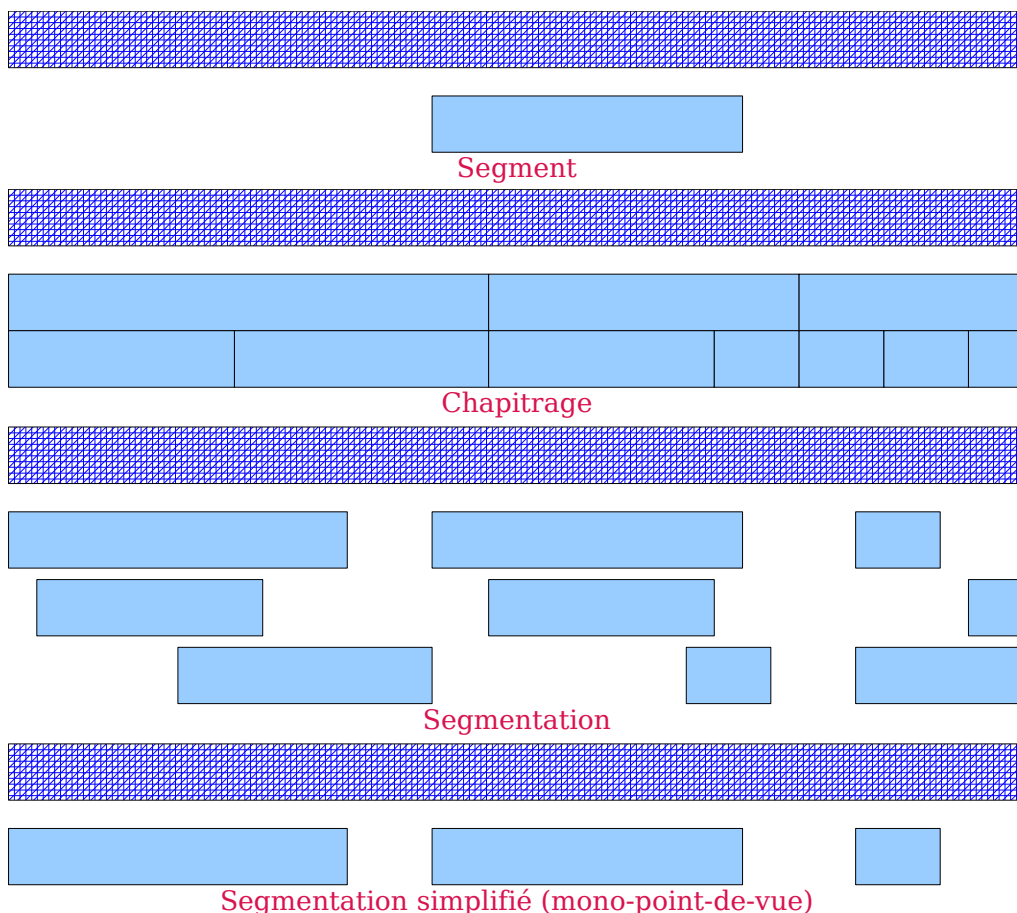 Segment
Chapitrage
Segmentation
Segmentation simplifié (mono-point-de-vue)